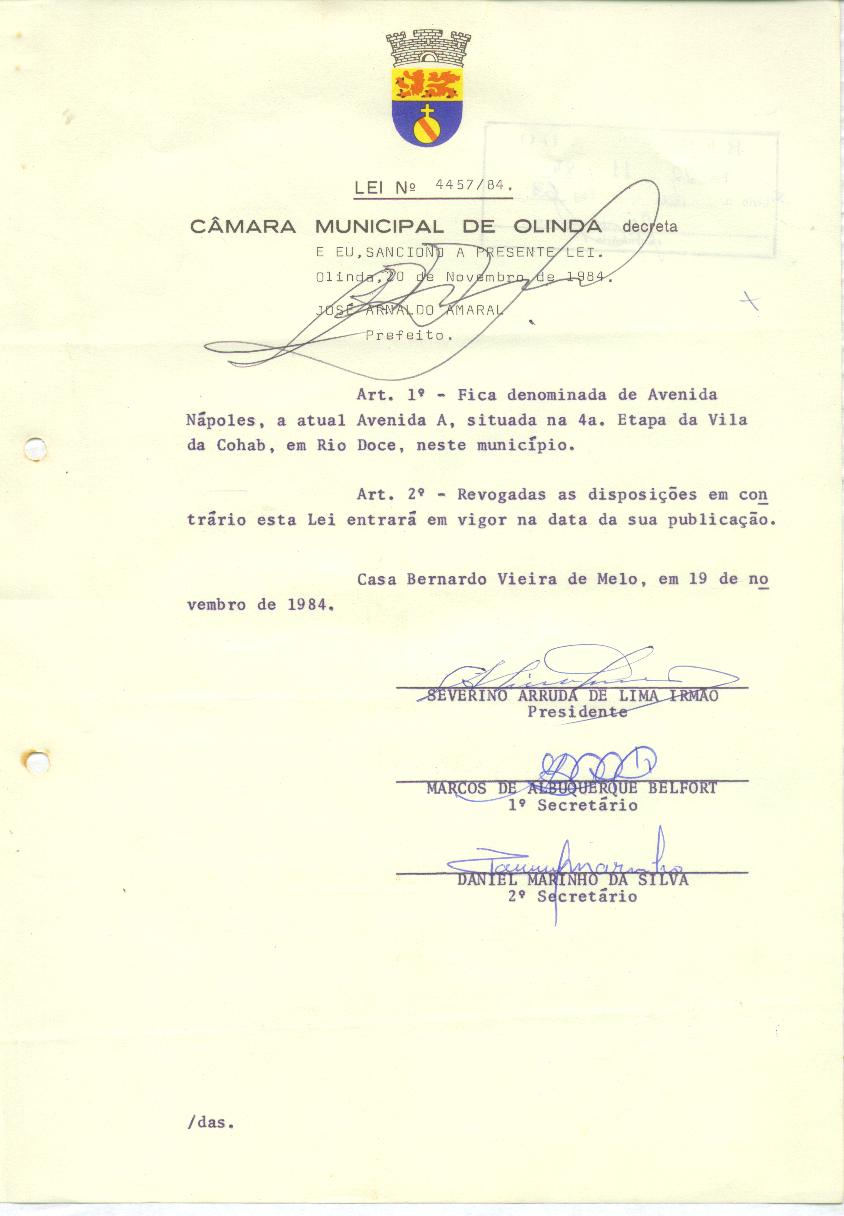 LEI Nº 4457/84.
CÂMARA MUNICIPAL DE OLINDA decreta
E EU, SANCIONO A PRESENTE LEI.
Olinda, 20 de Novembro de 1984.
JOSÉ ARNALDO AMARAL
Prefeito.
Art. 1º - Fica denominada de Avenida
Nápoles, a atual Avenida A, situada na 4a. Etapa da Vila
da Cohab, em Rio Doce, neste município.
Art. 2º - Revogadas as disposições em con
trário esta Lei entrará em vigor na data da sua publicação.
Casa Bernardo Vieira de Melo, em 19 de no
vembro de 1984.
SEVERINO ARRUDA DE LIMA IRMÃO
Presidente
MARCOS DE ALBUQUERQUE BELFORT
1º Secretário
DANIEL MARINHO DA SILVA
2º Secretário
/das.